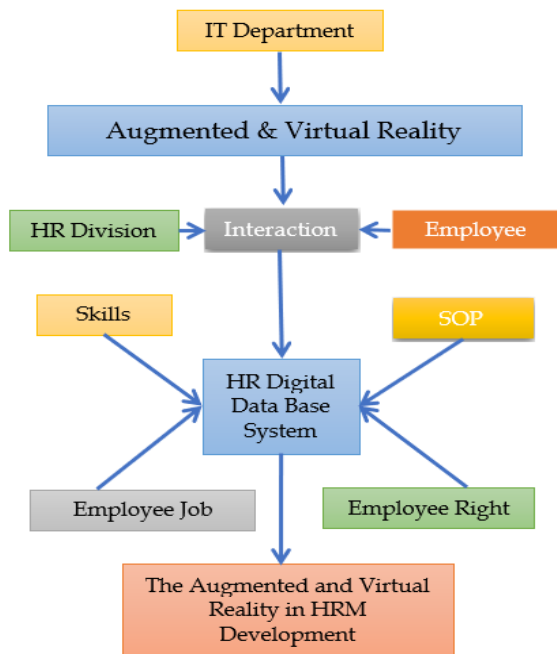 IT Department
Augmented & Virtual Reality
HR Division
Interaction
Employee
Skills
SOP
HR Digital
Data Base
System
Employee Job
Employee Right
The Augmented and Virtual
Reality in HRM
Development